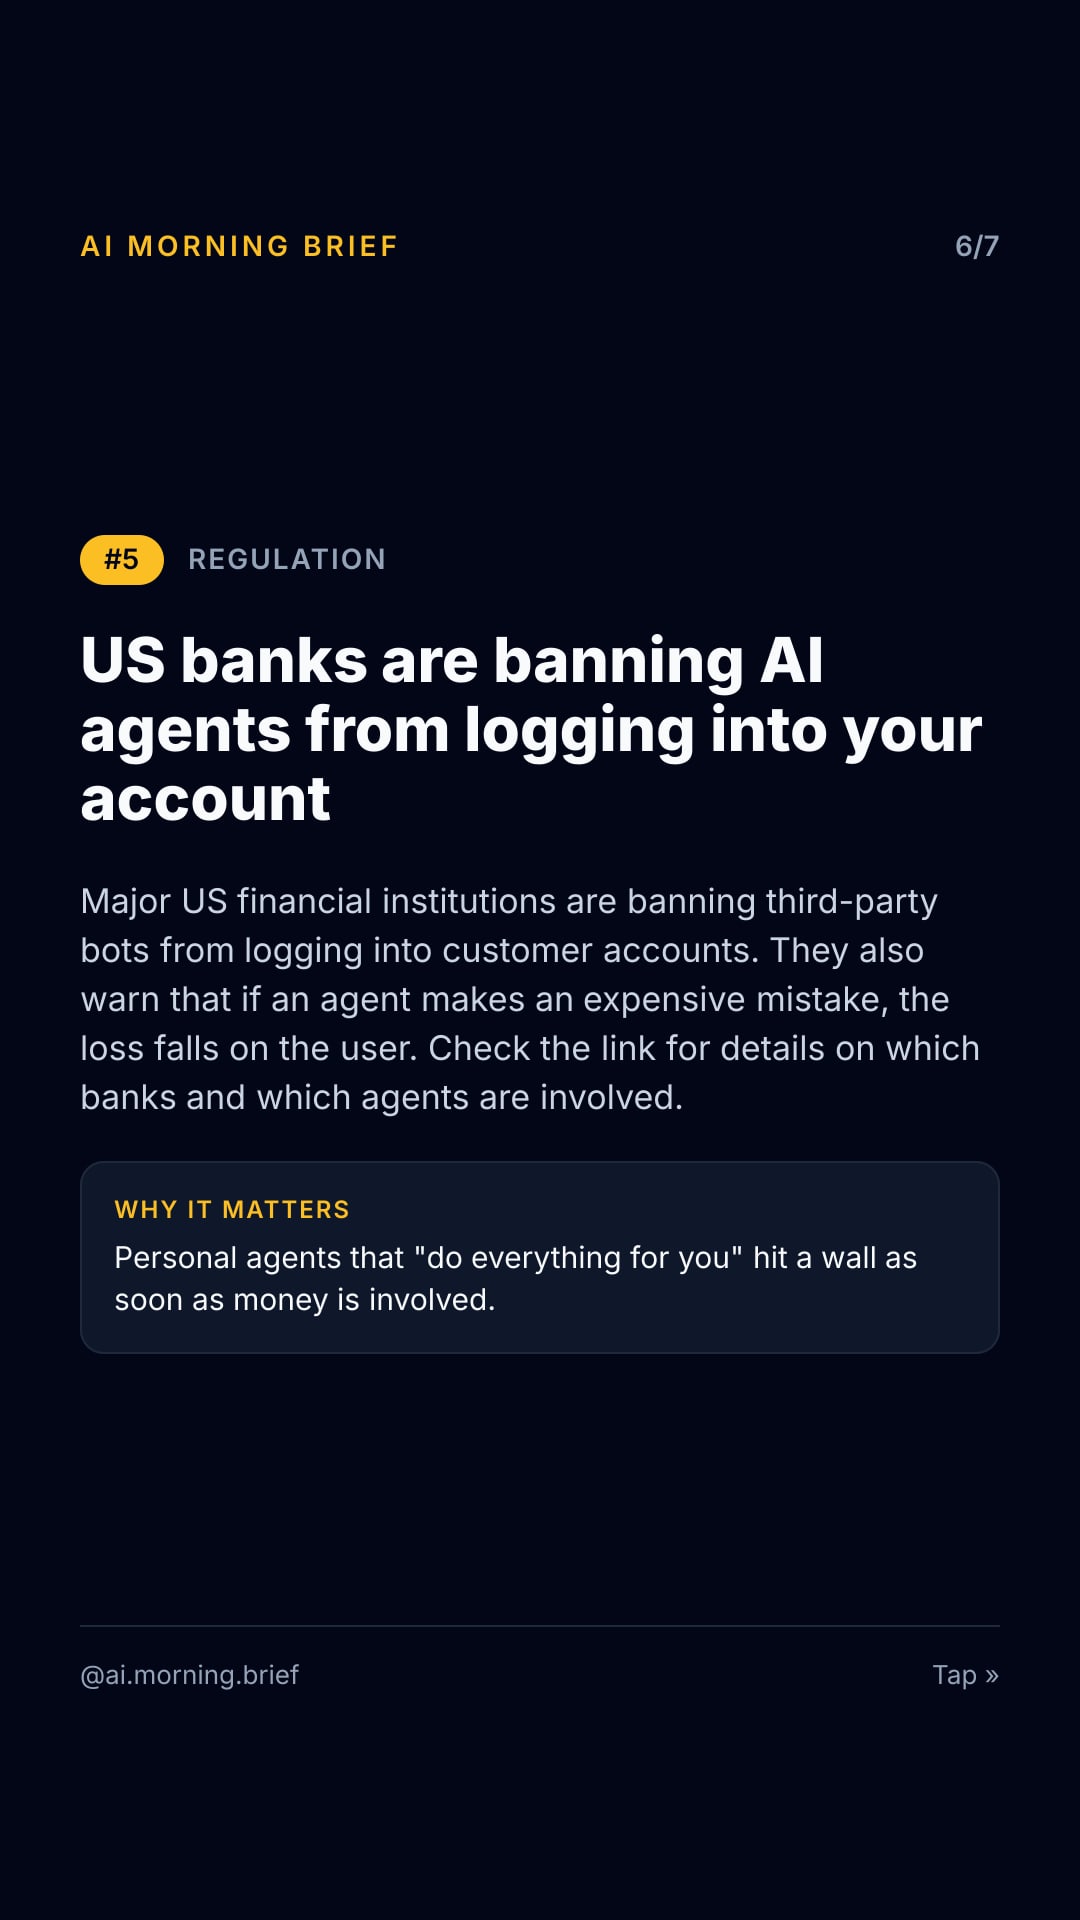 AI MORNING BRIEF
6/7
#5
REGULATION
US banks are banning AI
agents from logging into your
account
Major US financial institutions are banning third-party
bots from logging into customer accounts. They also
warn that if an agent makes an expensive mistake, the
loss falls on the user. Check the link for details on which
banks and which agents are involved.
WHY IT MATTERS
Personal agents that "do everything for you" hit a wall as
soon as money is involved.
@ai.morning.brief
Tap »